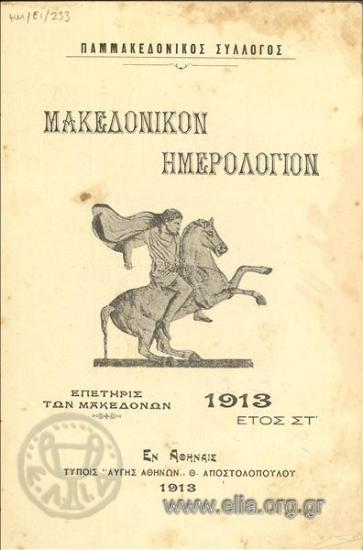 ΗΜ/ΕΙ/233
ΠΑΜΜΑΚΕΔΟΝΙΚΟΣ ΣΥΛΛΟΓΟΣ
ΜΑΚΕΔΟΝΙΚΟΝ
ΗΜΕΡΟΛΟΓΙΟΝ
ΕΠΕΤΗΡΙΣ
ΤΩΝ ΜΑΚΕΔΟΝΩΝ
1913
ΕΤΟΣ ΣΤ'
ΕΝ ΑΘΗΝΑΙΣ
ΤΥΠΟΙΣ "ΑΥΓΗΣ ΑΘΗΝΩΝ,, Θ. ΑΠΟΣΤΟΛΟΠΟΥΛΟΥ
1913
Ε.Λ.Ι.Α.
www.elia.org.gr